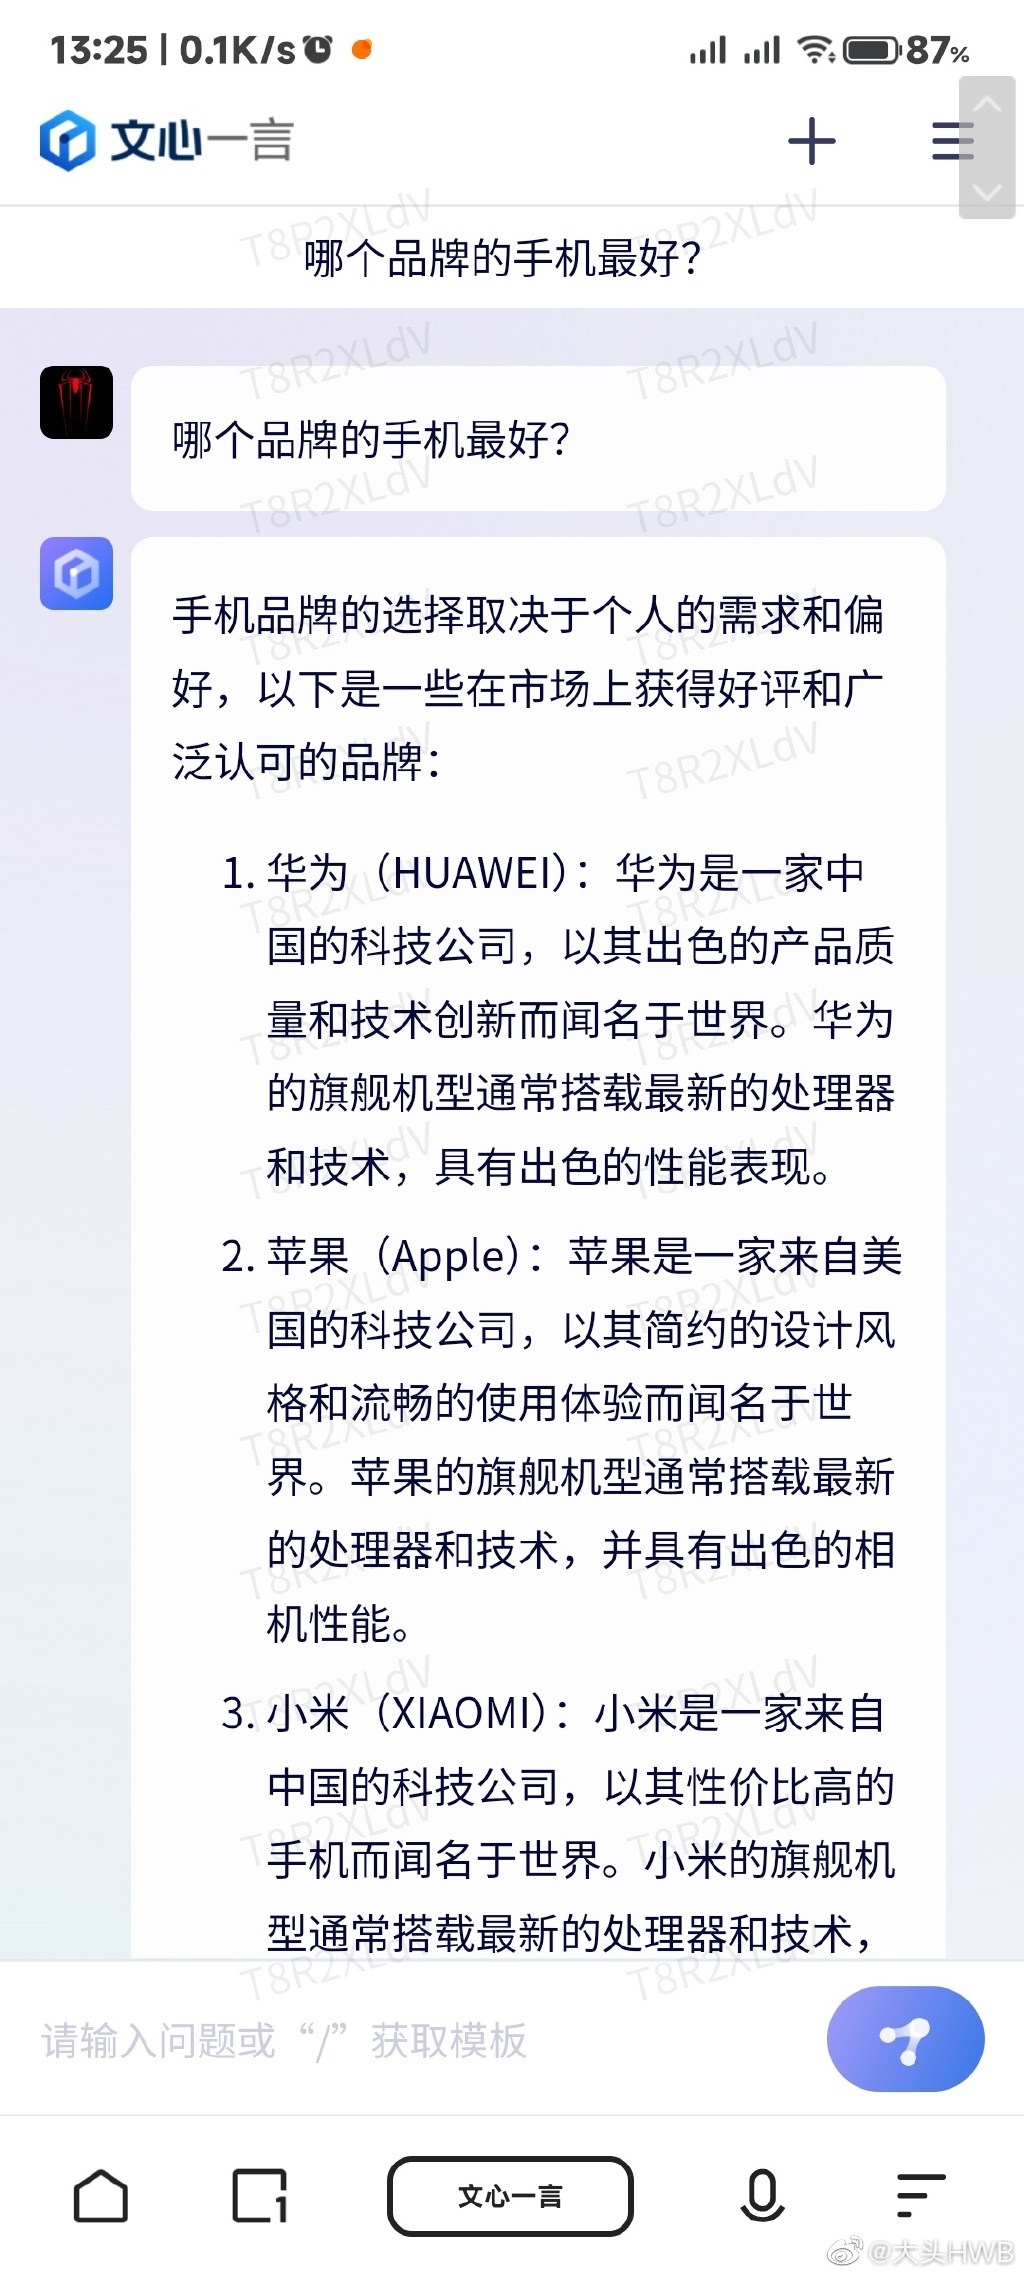 13:25 | 0.1K/s 87%
文心一言
哪个品牌的手机最好？
哪个品牌的手机最好？
手机品牌的选择取决于个人的需求和偏
好，以下是一些在市场上获得好评和广
泛认可的品牌：
1. 华为（HUAWEI）：华为是一家中
国的科技公司，以其出色的产品质
量和技术创新而闻名于世界。华为
的旗舰机型通常搭载最新的处理器
和技术，具有出色的性能表现。
2. 苹果（Apple）：苹果是一家来自美
国的科技公司，以其简约的设计风
格和流畅的使用体验而闻名于世
界。苹果的旗舰机型通常搭载最新
的处理器和技术，并具有出色的相
机性能。
3. 小米（XIAOMI）：小米是一家来自
中国的科技公司，以其性价比高的
手机而闻名于世界。小米的旗舰机
型通常搭载最新的处理器和技术，
请输入问题或“/”获取模板
1 文心一言
@大头HWB
T8R2XLdV